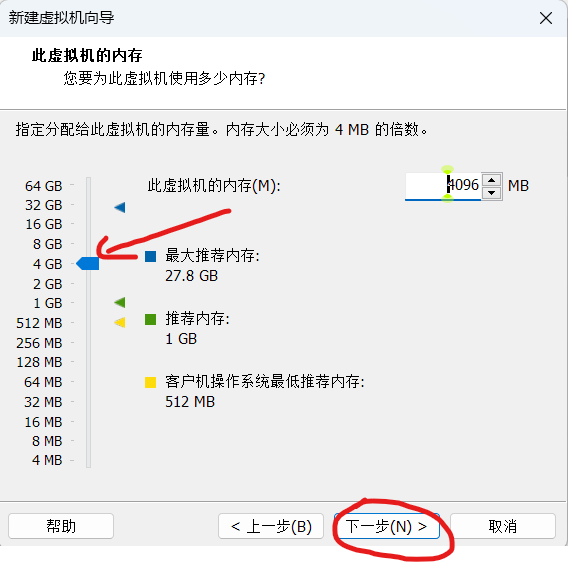 新建虚拟机向导
此虚拟机的内存
您要为此虚拟机使用多少内存?
指定分配给此虚拟机的内存量。内存大小必须为 4 MB 的倍数。
64 GB
32 GB
16 GB
8 GB
4 GB
2 GB
1 GB
512 MB
256 MB
128 MB
64 MB
32 MB
16 MB
8 MB
4 MB
此虚拟机的内存(M):
4096 MB
最大推荐内存:
27.8 GB
推荐内存:
1 GB
客户机操作系统最低推荐内存:
512 MB
帮助
< 上一步(B)
下一步(N) >
取消